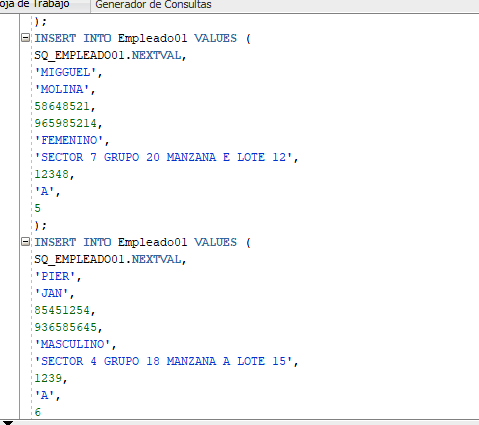 oja de Trabajo Generador de Consultas
);
INSERT INTO Empleado01 VALUES (
SQ_EMPLEADO01.NEXTVAL,
'MIGGUEL',
'MOLINA',
58648521,
965985214,
'FEMENINO',
'SECTOR 7 GRUPO 20 MANZANA E LOTE 12',
12348,
'A',
5
);
INSERT INTO Empleado01 VALUES (
SQ_EMPLEADO01.NEXTVAL,
'PIER',
'JAN',
85451254,
936585645,
'MASCULINO',
'SECTOR 4 GRUPO 18 MANZANA A LOTE 15',
1239,
'A',
6